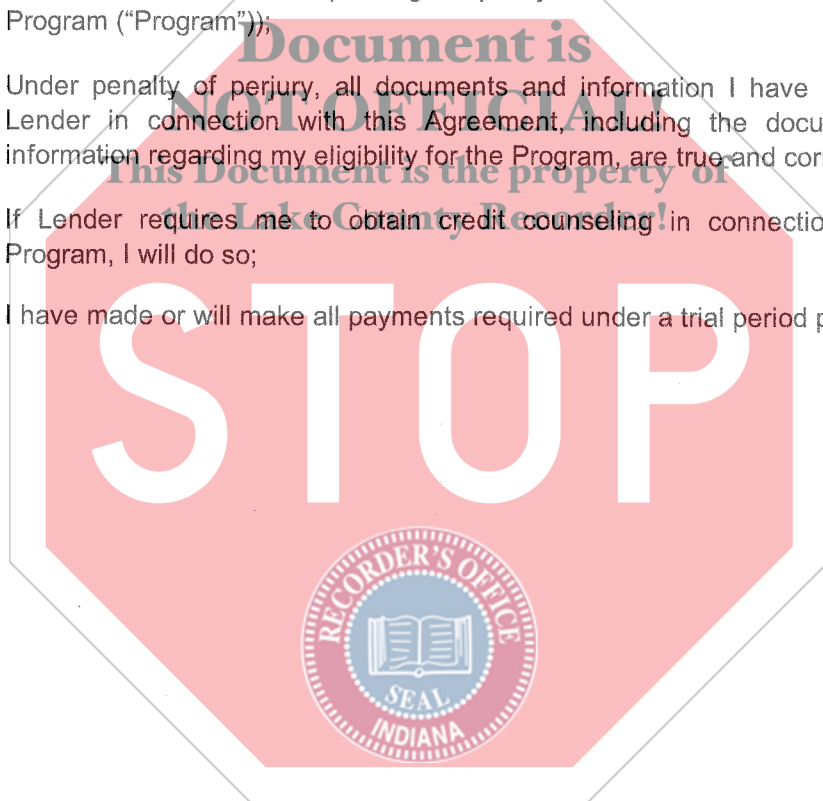 Program (“Program”));
Document is
Under penalty of perjury, all documents and information I have
NOT OFFICIAL!
Lender in connection with this Agreement, including the docu
information regarding my eligibility for the Program, are true and cor
This Document is the property of
the Lake County Recorder!
If Lender requires me to obtain credit counseling in connectio
Program, I will do so;
I have made or will make all payments required under a trial period p
STOP
RECORDER'S OFFICE
SEAL
INDIANA